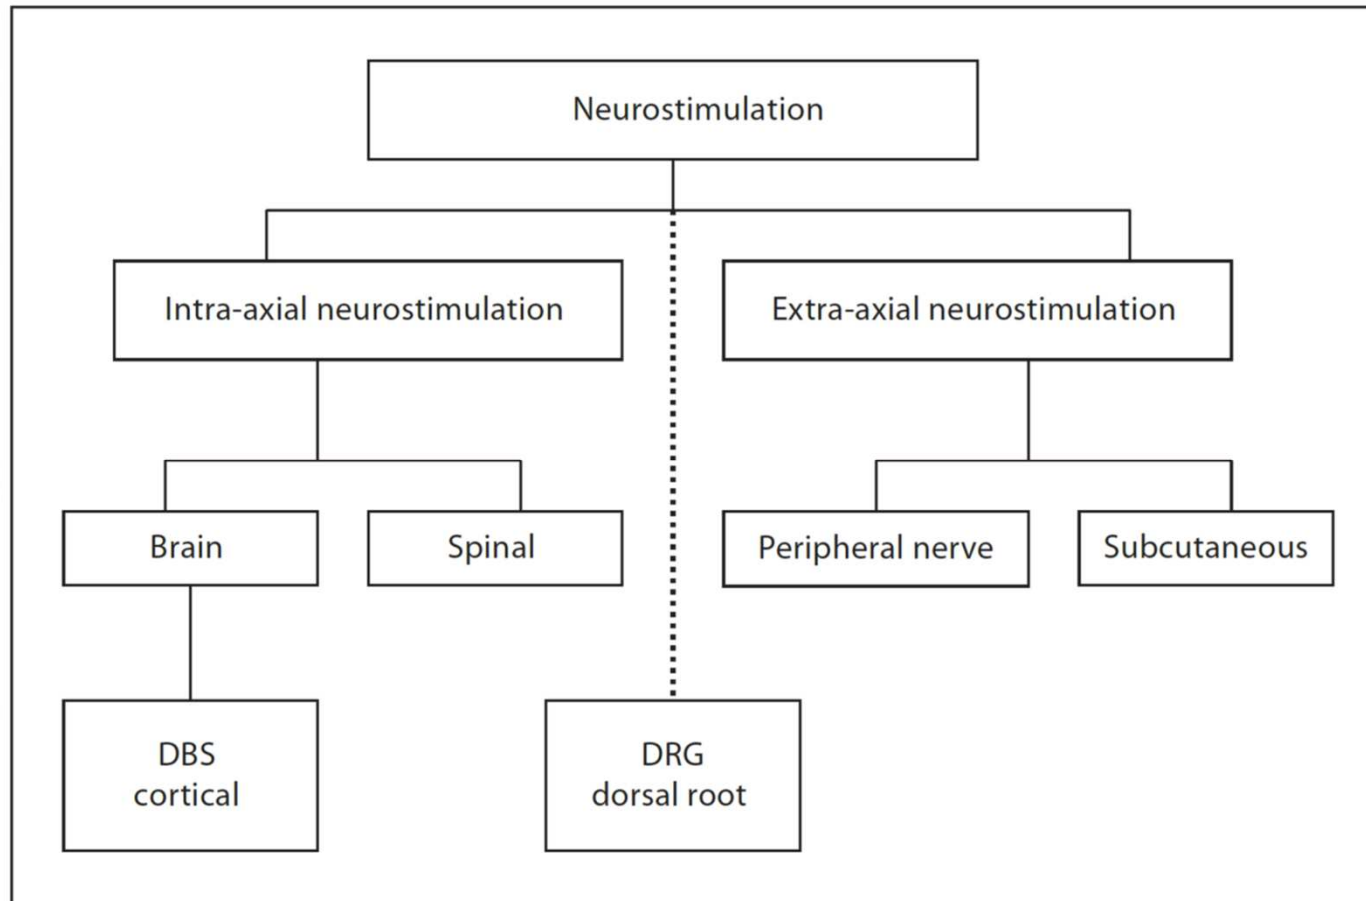 Neurostimulation
Intra-axial neurostimulation
Extra-axial neurostimulation
Brain
Spinal
Peripheral nerve
Subcutaneous
DBS
cortical
DRG
dorsal root